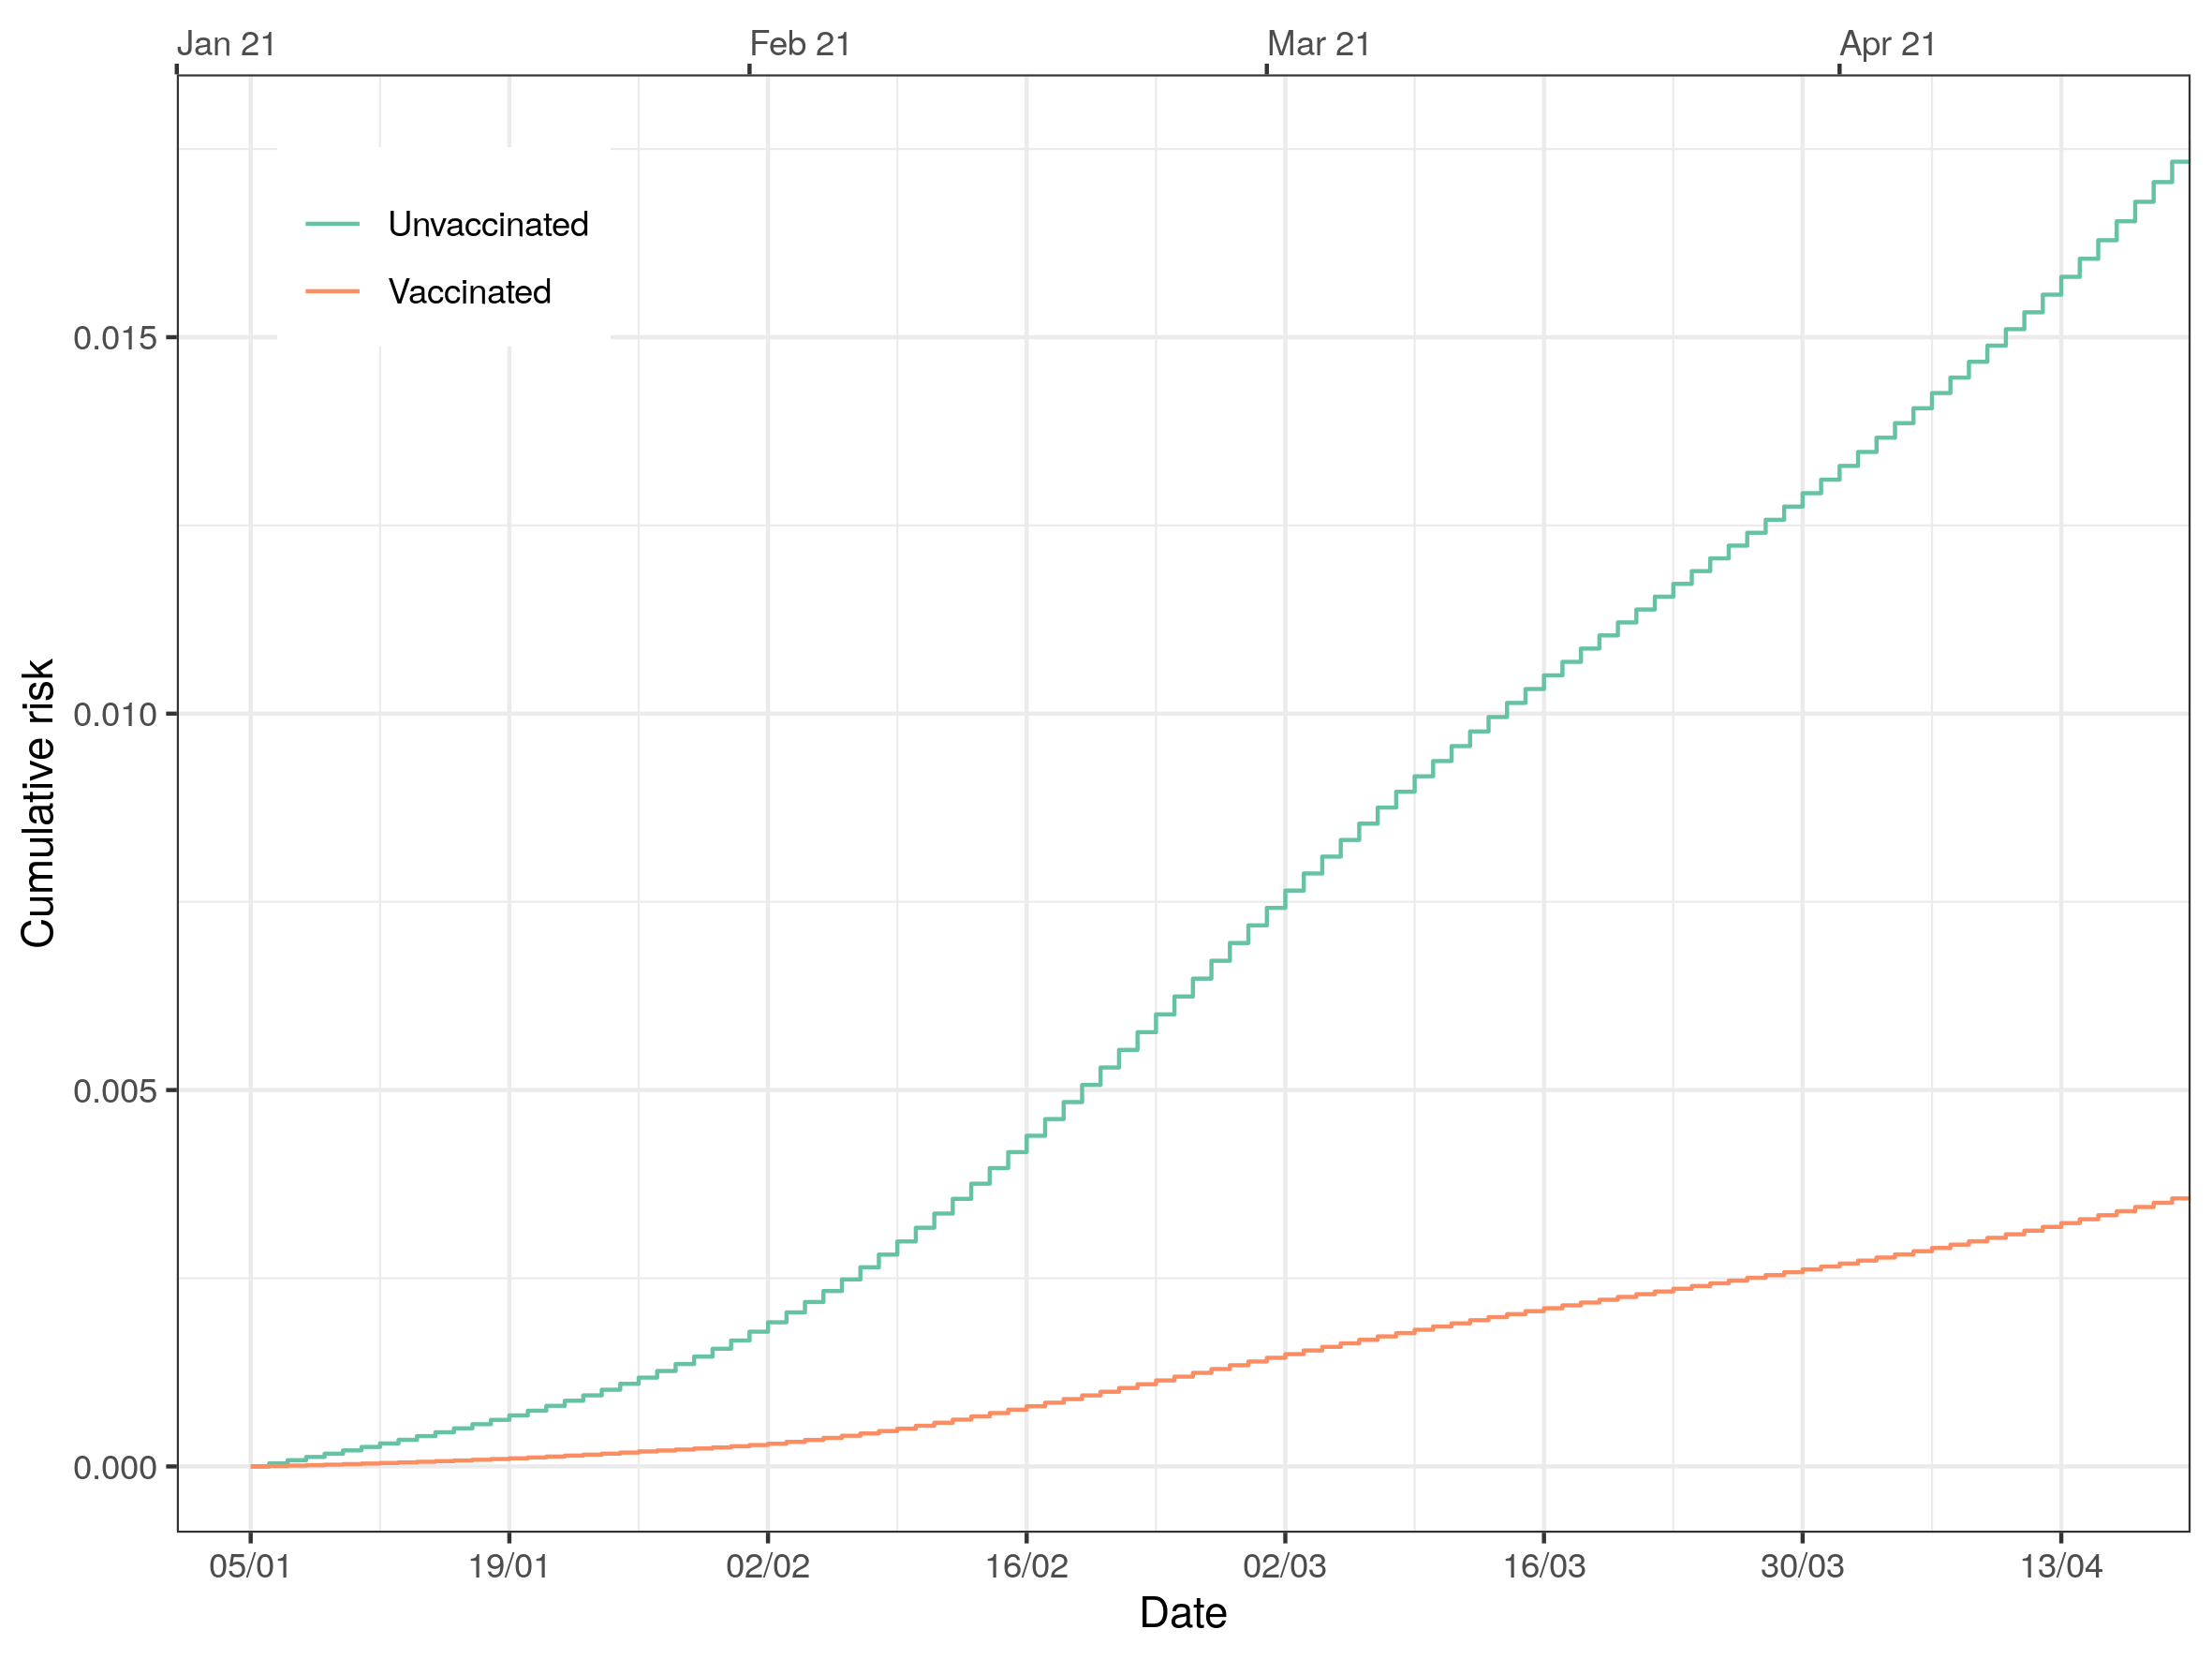 Jan 21 Feb 21 Mar 21 Apr 21
Unvaccinated
Vaccinated
0.015
0.010
0.005
0.000
Cumulative risk
05/01 19/01 02/02 16/02 02/03 16/03 30/03 13/04
Date